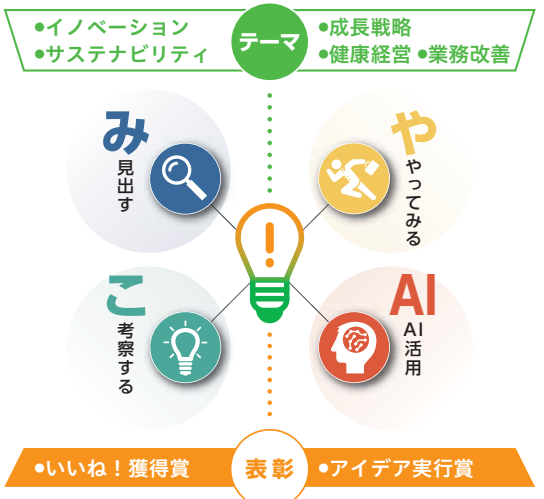 ●イノベーション
●サステナビリティ
テーマ
●成長戦略
●健康経営 ●業務改善
み
見出す
や
やってみる
!
こ
考察する
AI
AI活用
●いいね！獲得賞
表彰
●アイデア実行賞